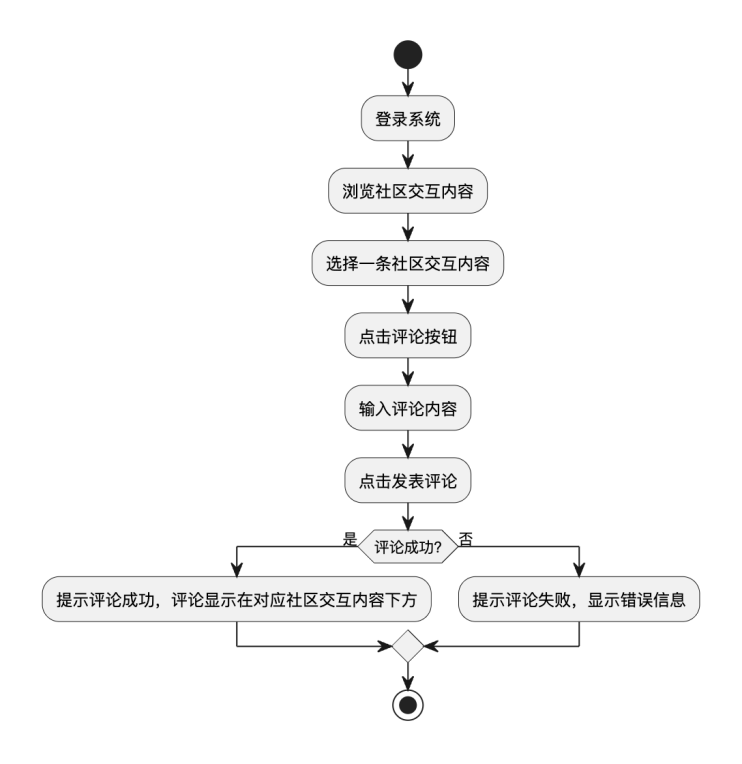 登录系统
浏览社区交互内容
选择一条社区交互内容
点击评论按钮
输入评论内容
点击发表评论
是
评论成功?
否
提示评论成功，评论显示在对应社区交互内容下方
提示评论失败，显示错误信息